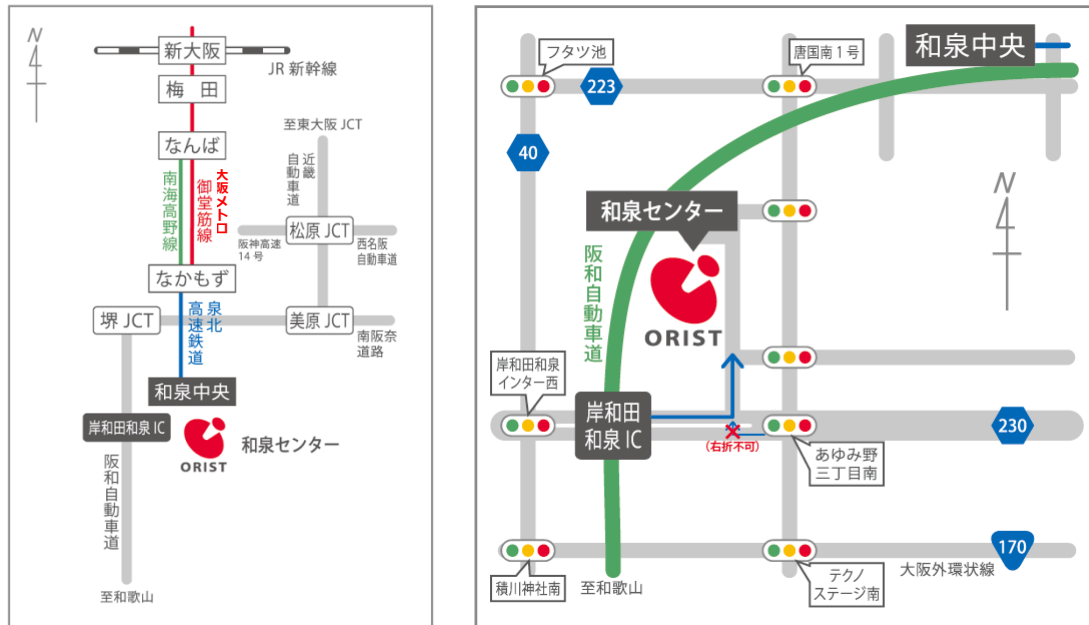 N
新大阪
JR 新幹線
梅田
至東大阪 JCT
なんば
近畿
自動車道
南海高野線
大阪メトロ
御堂筋線
松原 JCT
阪神高速
14 号
西名阪
自動車道
なかもず
堺 JCT
泉北
高速鉄道
美原 JCT
南阪奈
道路
和泉中央
岸和田和泉 IC
ORIST
和泉センター
阪和自動車道
至和歌山
フタツ池
唐国南 1 号
和泉中央
223
40
N
和泉センター
阪和自動車道
ORIST
岸和田和泉
インター西
岸和田
和泉 IC
(右折不可)
230
あゆみ野
三丁目南
170
大阪外環状線
積川神社南
至和歌山
テクノ
ステージ南